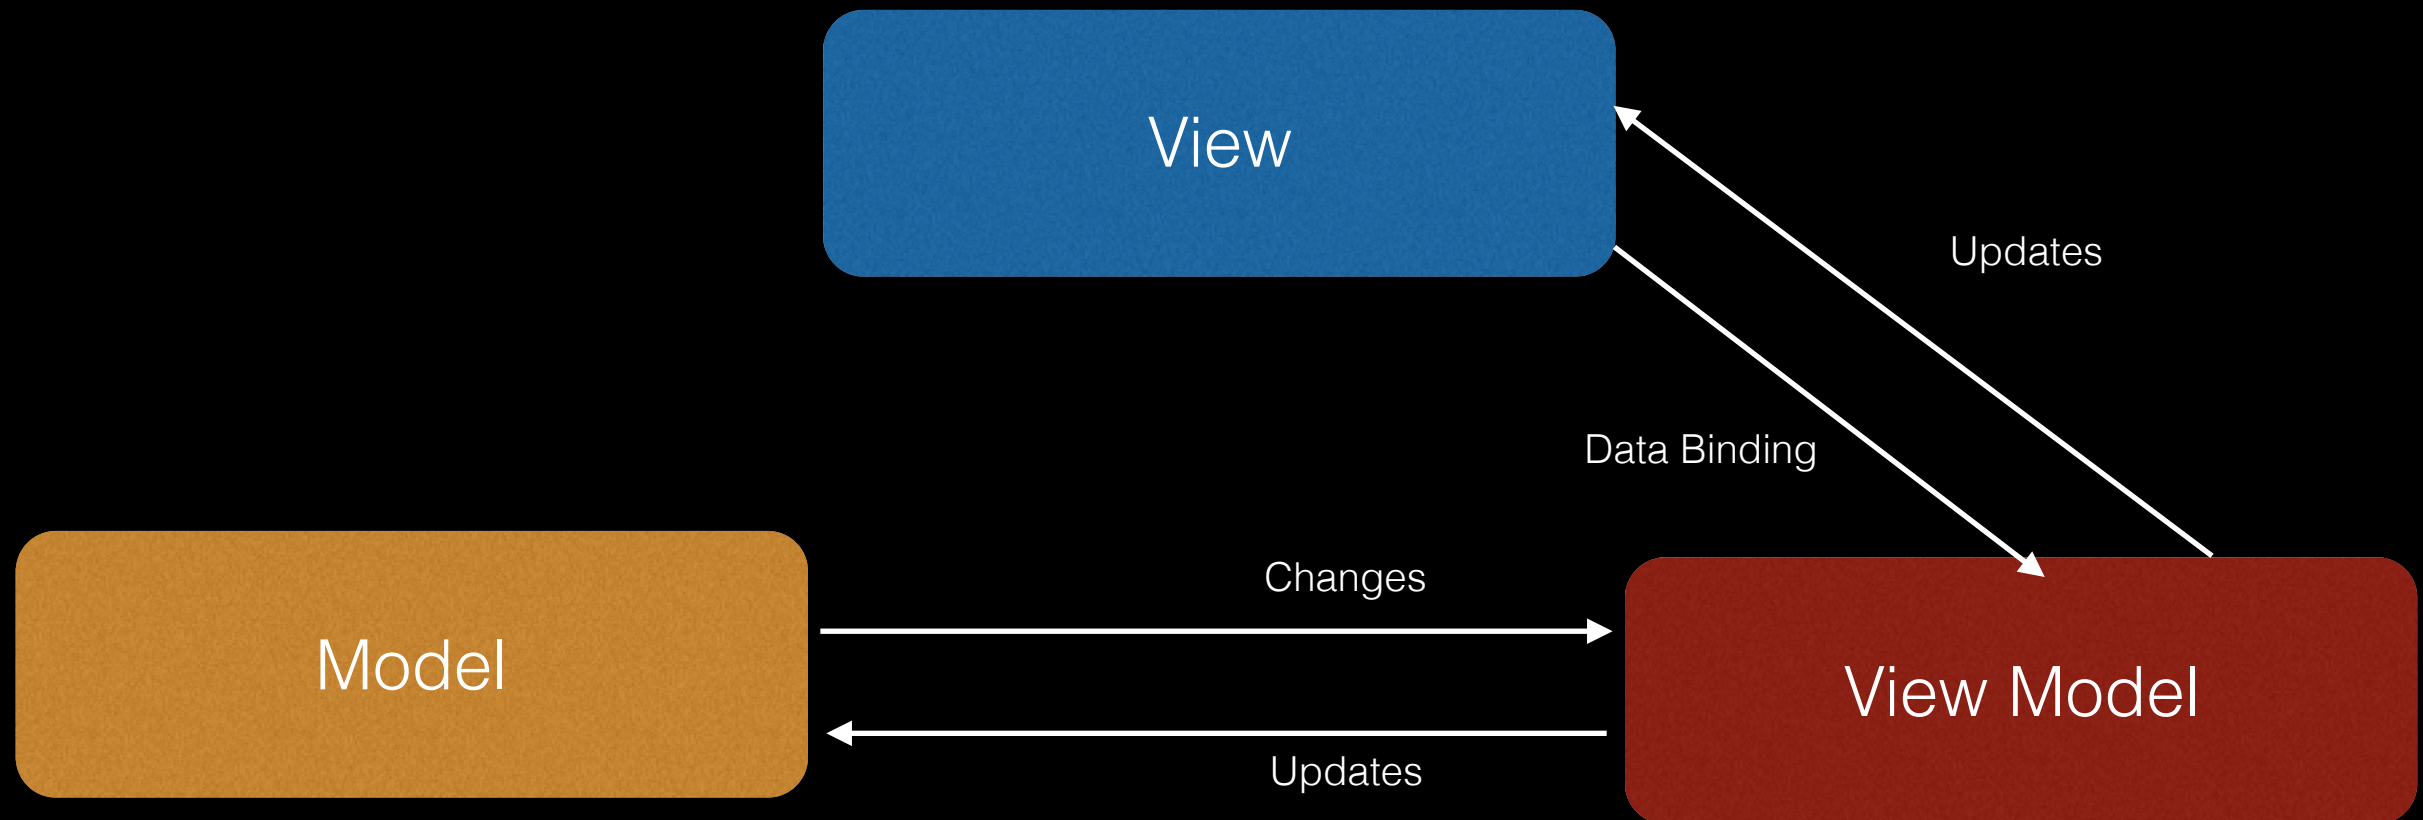 View
Updates
Data Binding
Changes
Model
View Model
Updates